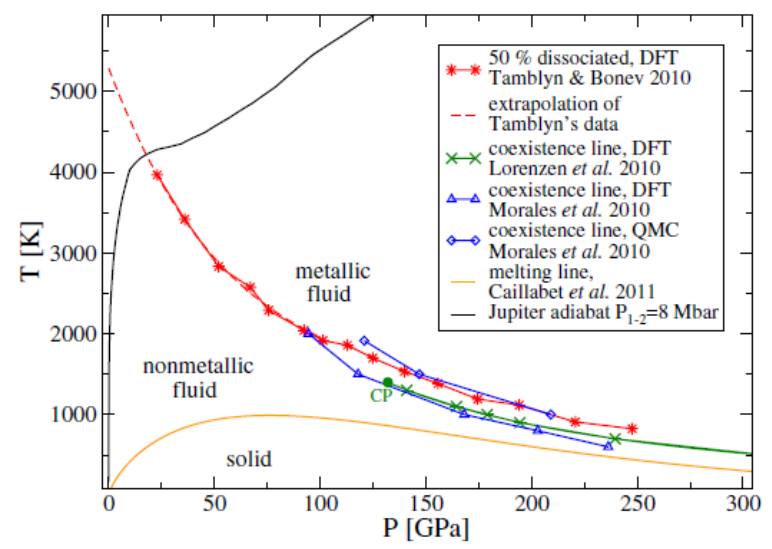 5000
4000
3000
2000
1000
T [K]
0
50
100
150
200
250
300
P [GPa]
50 % dissociated, DFT
Tamblyn & Bonev 2010
extrapolation of
Tamblyn's data
coexistence line, DFT
Lorenzen et al. 2010
coexistence line, DFT
Morales et al. 2010
coexistence line, QMC
Morales et al. 2010
melting line,
Caillabet et al. 2011
Jupiter adiabat P1-2=8 Mbar
metallic
fluid
nonmetallic
fluid
CP
solid